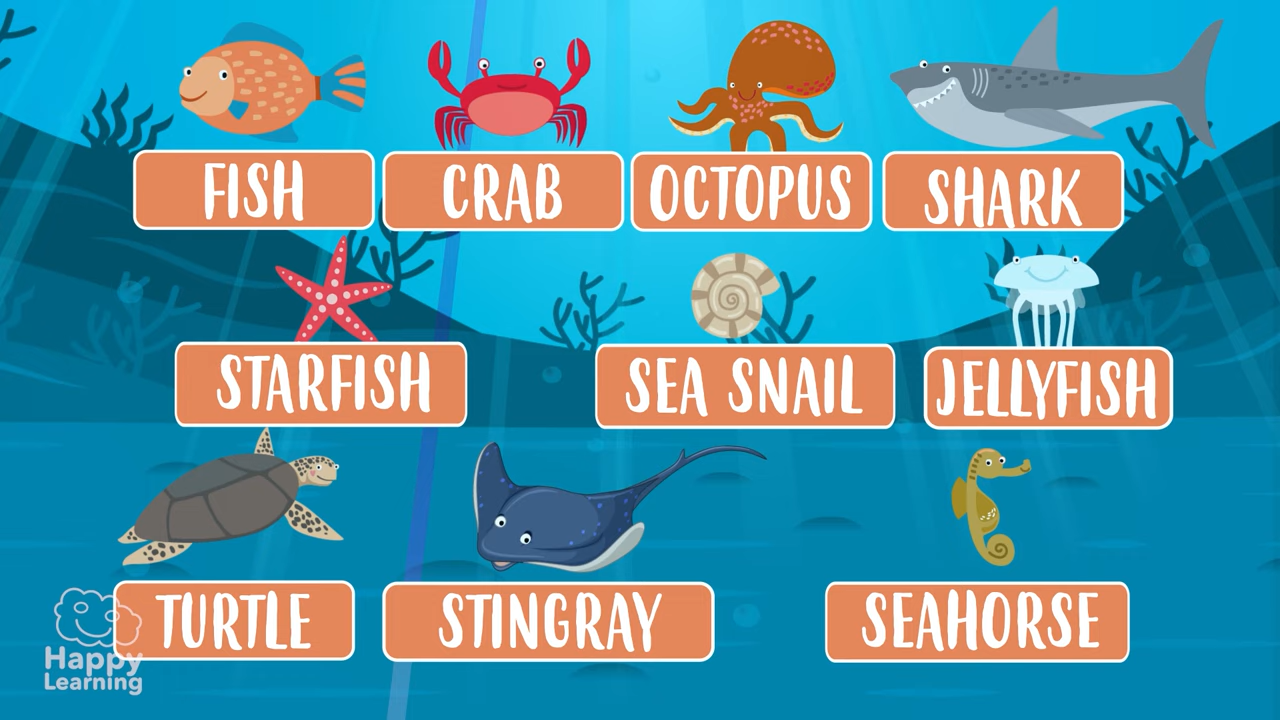 FISH
CRAB
OCTOPUS
SHARK
STARFISH
SEA SNAIL
JELLYFISH
TURTLE
STINGRAY
SEAHORSE
Happy
Learning